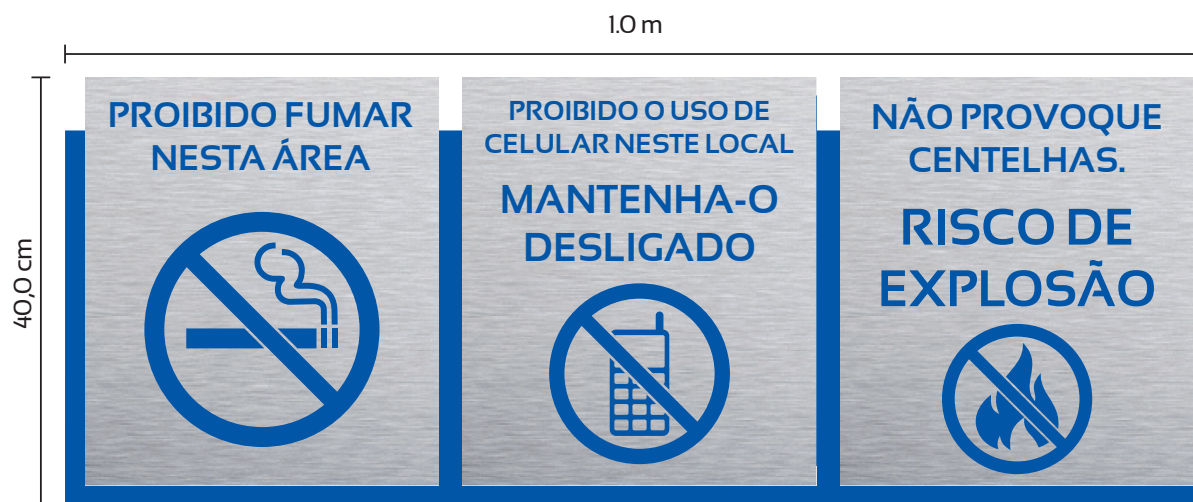 1.0 m
40,0 cm
PROIBIDO FUMAR
NESTA ÁREA
PROIBIDO O USO DE
CELULAR NESTE LOCAL
MANTENHA-O
DESLIGADO
NÃO PROVOQUE
CENTELHAS.
RISCO DE
EXPLOSÃO